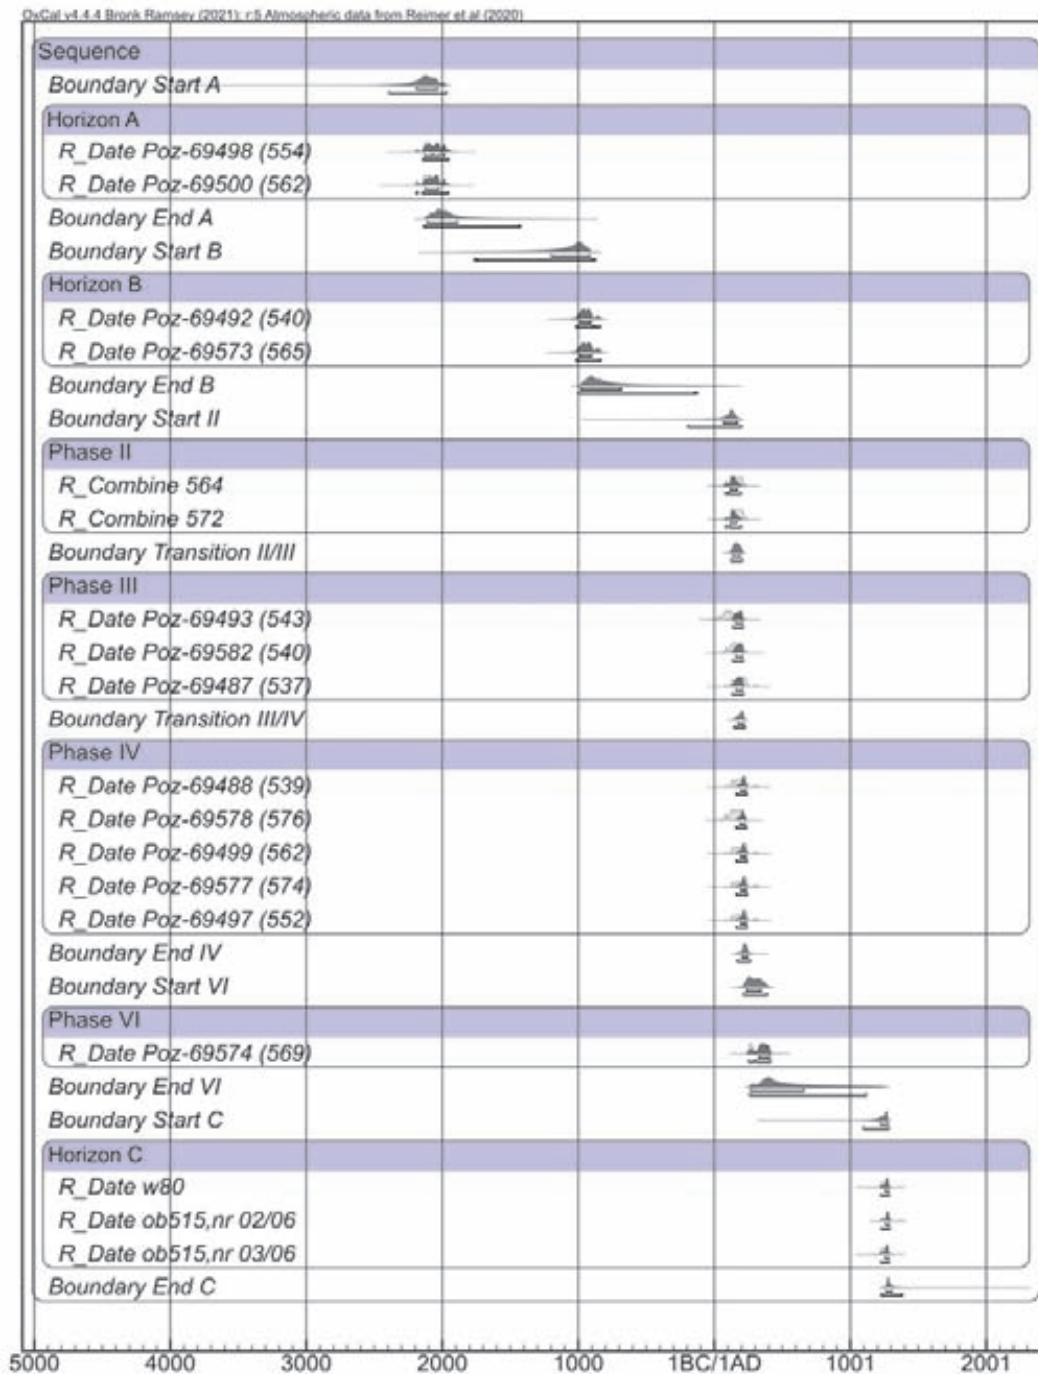 OxCal v4.4.4 Bronk Ramsey (2021); r:5 Atmospheric data from Reimer et al (2020)
Sequence
Boundary Start A
Horizon A
R_Date Poz-69498 (554)
R_Date Poz-69500 (562)
Boundary End A
Boundary Start B
Horizon B
R_Date Poz-69492 (540)
R_Date Poz-69573 (565)
Boundary End B
Boundary Start II
Phase II
R_Combine 564
R_Combine 572
Boundary Transition II/III
Phase III
R_Date Poz-69493 (543)
R_Date Poz-69582 (540)
R_Date Poz-69487 (537)
Boundary Transition III/IV
Phase IV
R_Date Poz-69488 (539)
R_Date Poz-69578 (576)
R_Date Poz-69499 (562)
R_Date Poz-69577 (574)
R_Date Poz-69497 (552)
Boundary End IV
Boundary Start VI
Phase VI
R_Date Poz-69574 (569)
Boundary End VI
Boundary Start C
Horizon C
R_Date w80
R_Date ob515,nr 02/06
R_Date ob515,nr 03/06
Boundary End C
5000 4000 3000 2000 1000 1BC/1AD 1001 2001